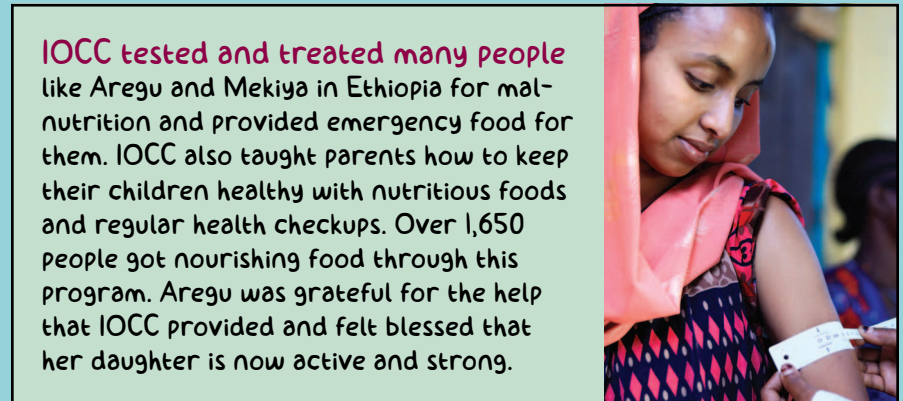 IOCC tested and treated many people
like Aregu and Mekiya in Ethiopia for mal-
nutrition and provided emergency food for
them. IOCC also taught parents how to keep
their children healthy with nutritious foods
and regular health checkups. Over 1,650
people got nourishing food through this
program. Aregu was grateful for the help
that IOCC provided and felt blessed that
her daughter is now active and strong.